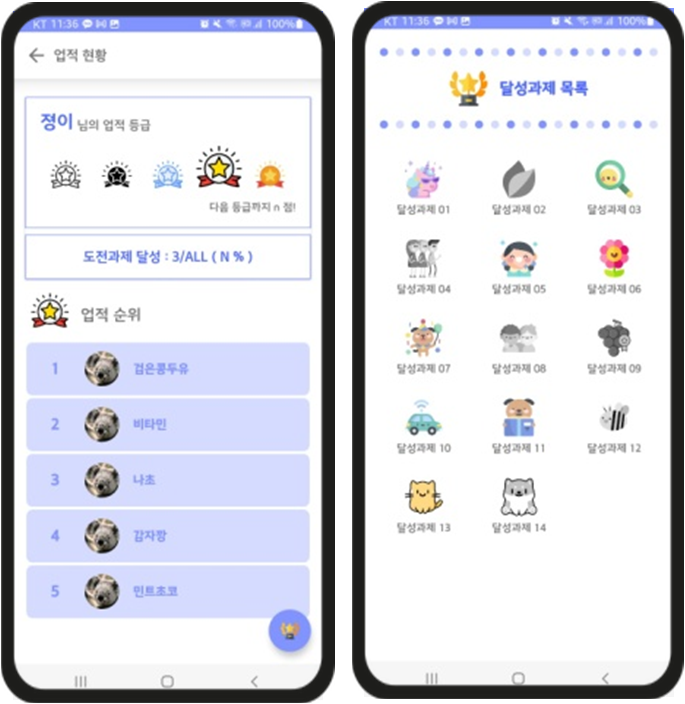 KT 11:36 100%
업적 현황
졍이 님의 업적 등급
다음 등급까지 n 점!
도전과제 달성 : 3/ALL ( N % )
업적 순위
1 검은콩두유
2 비타민
3 나초
4 감자깡
5 민트초코
KT 11:36 100%
달성과제 목록
달성과제 01 달성과제 02 달성과제 03
달성과제 04 달성과제 05 달성과제 06
달성과제 07 달성과제 08 달성과제 09
달성과제 10 달성과제 11 달성과제 12
달성과제 13 달성과제 14